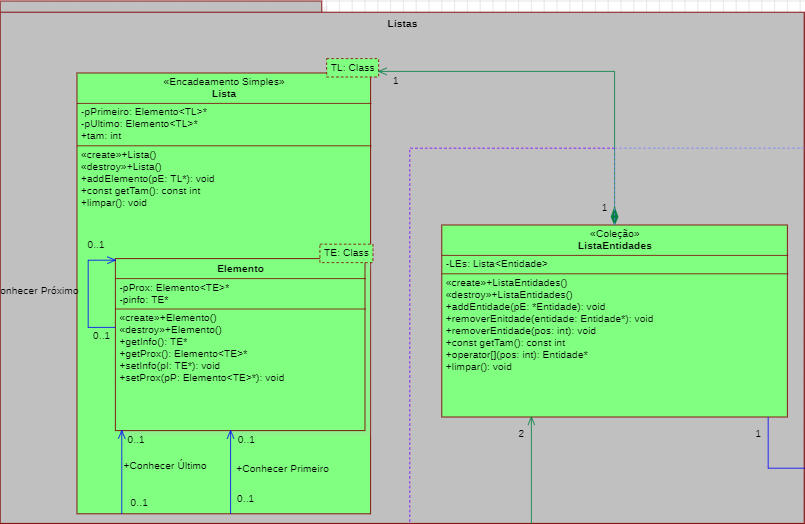 Listas
TL: Class
1
«Encadeamento Simples»
Lista
-pPrimeiro: Elemento<TL>*
-pUltimo: Elemento<TL>*
+tam: int
«create»+Lista()
«destroy»+Lista()
+addElemento(pE: TL*): void
+const getTam(): const int
+limpar(): void
0..1
TE: Class
Elemento
onhecer Próximo
-pProx: Elemento<TE>*
-pinfo: TE*
0..1
«create»+Elemento()
«destroy»+Elemento()
+getInfo(): TE*
+getProx(): Elemento<TE>*
+setInfo(pI: TE*): void
+setProx(pP: Elemento<TE>*): void
0..1
0..1
+Conhecer Último
+Conhecer Primeiro
0..1
0..1
1
«Coleção»
ListaEntidades
-LEs: Lista<Entidade>
«create»+ListaEntidades()
«destroy»+ListaEntidades()
+addEntidade(pE: *Entidade): void
+removerEnitdade(entidade: Entidade*): void
+removerEntidade(pos: int): void
+const getTam(): const int
+operator[](pos: int): Entidade*
+limpar(): void
2
1